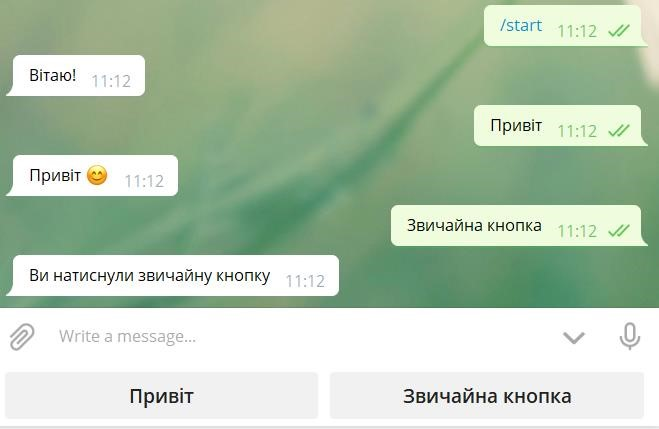 /start 11:12
Вітаю! 11:12
Привіт 11:12
Привіт 😊 11:12
Звичайна кнопка 11:12
Ви натиснули звичайну кнопку 11:12
Write a message...
Привіт
Звичайна кнопка